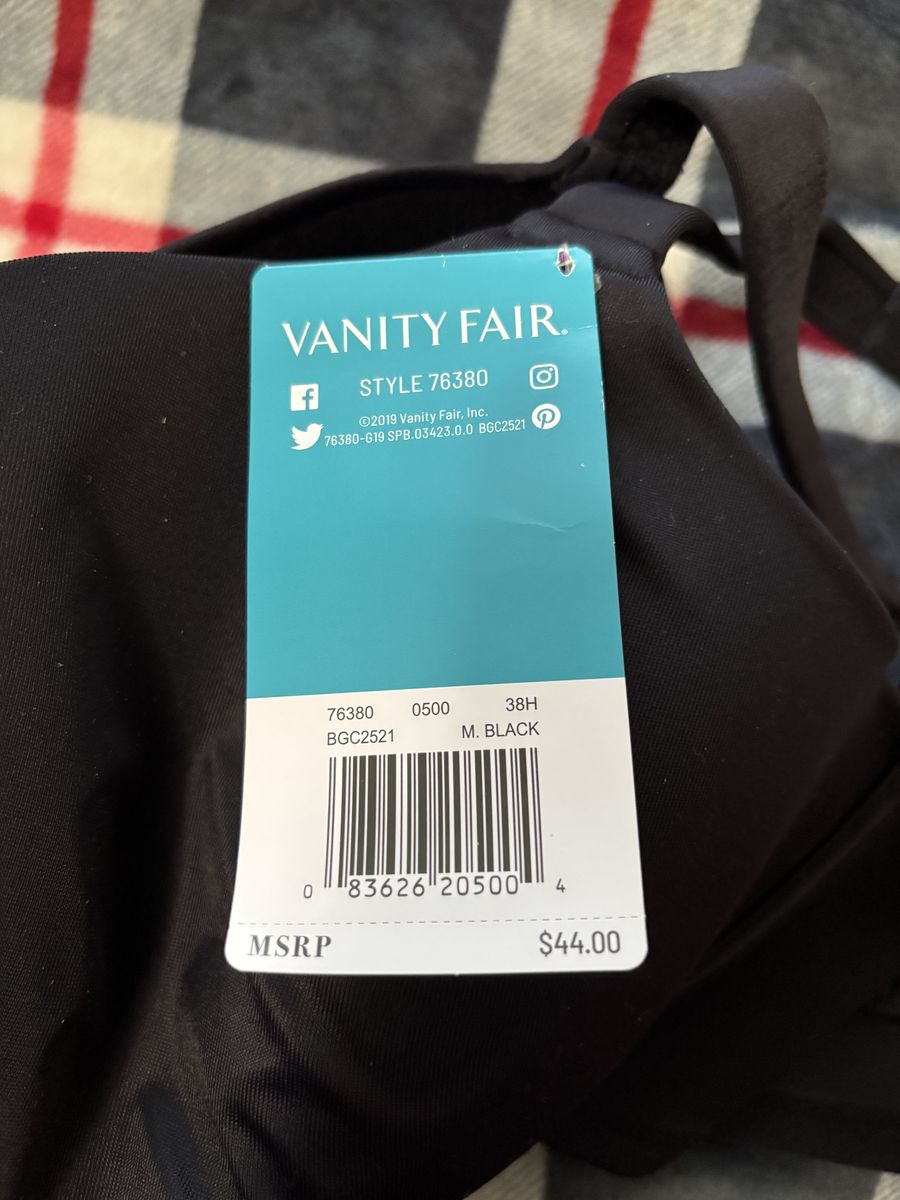 VANITY FAIR.
STYLE 76380
©2019 Vanity Fair, Inc.
76380-G19 SPB.03423.0.0 BGC2521
76380 0500 38H
BGC2521 M. BLACK
0 83626 20500 4
MSRP $44.00